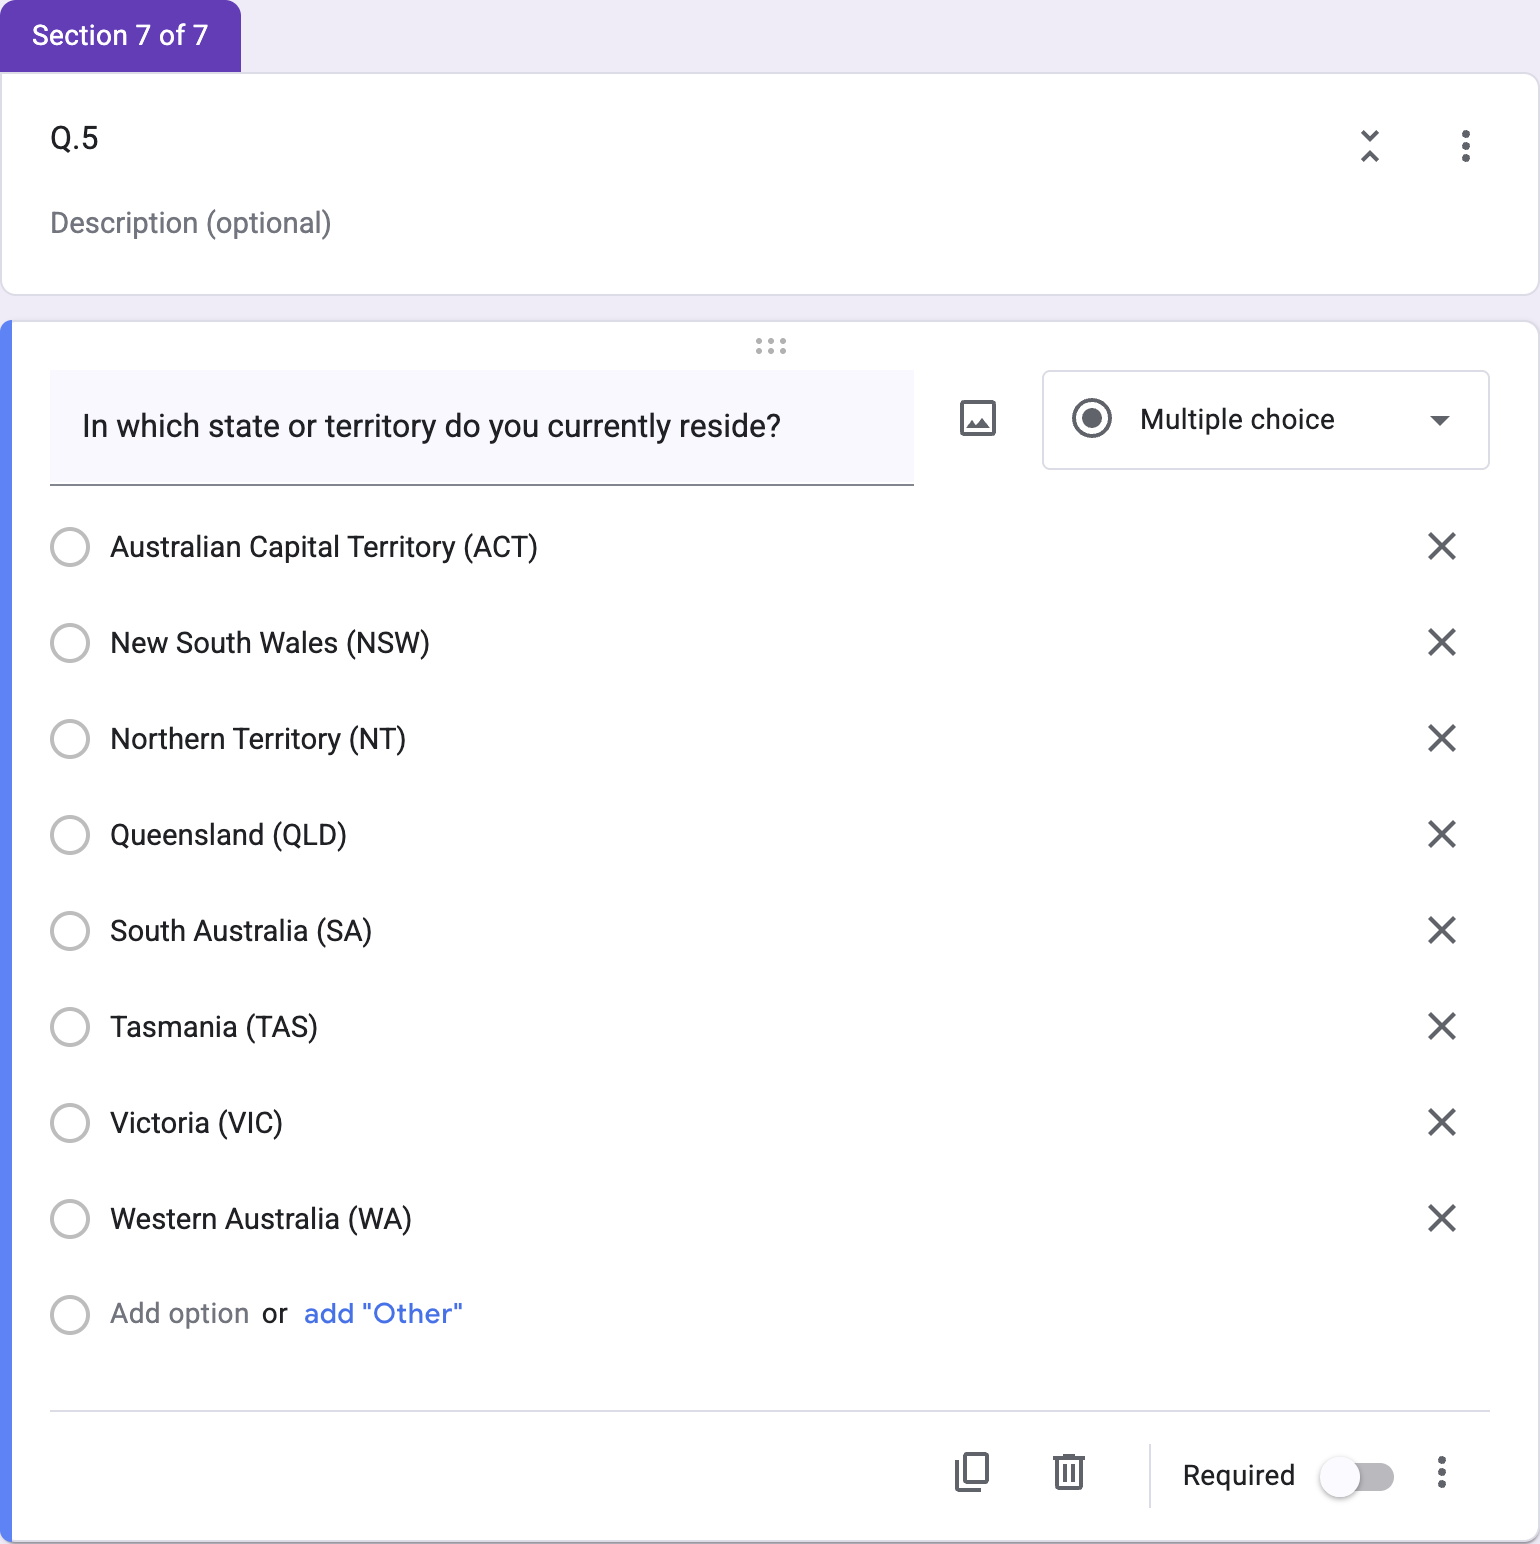 Section 7 of 7
Q.5
Description (optional)
In which state or territory do you currently reside?
Multiple choice
Australian Capital Territory (ACT)
New South Wales (NSW)
Northern Territory (NT)
Queensland (QLD)
South Australia (SA)
Tasmania (TAS)
Victoria (VIC)
Western Australia (WA)
Add option or add "Other"
Required